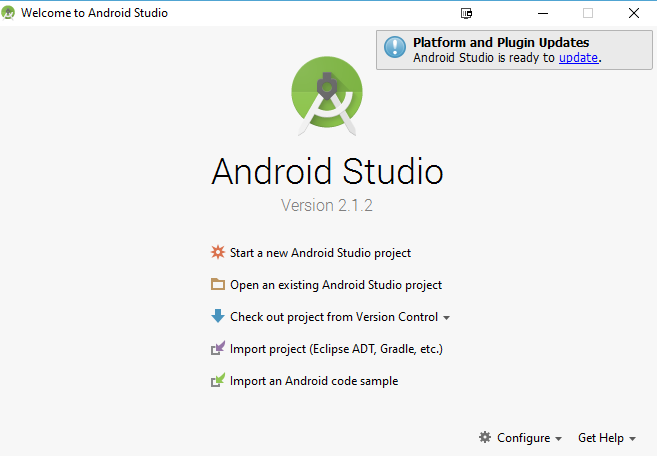 Welcome to Android Studio
Platform and Plugin Updates
Android Studio is ready to update.
Android Studio
Version 2.1.2
Start a new Android Studio project
Open an existing Android Studio project
Check out project from Version Control
Import project (Eclipse ADT, Gradle, etc.)
Import an Android code sample
Configure Get Help